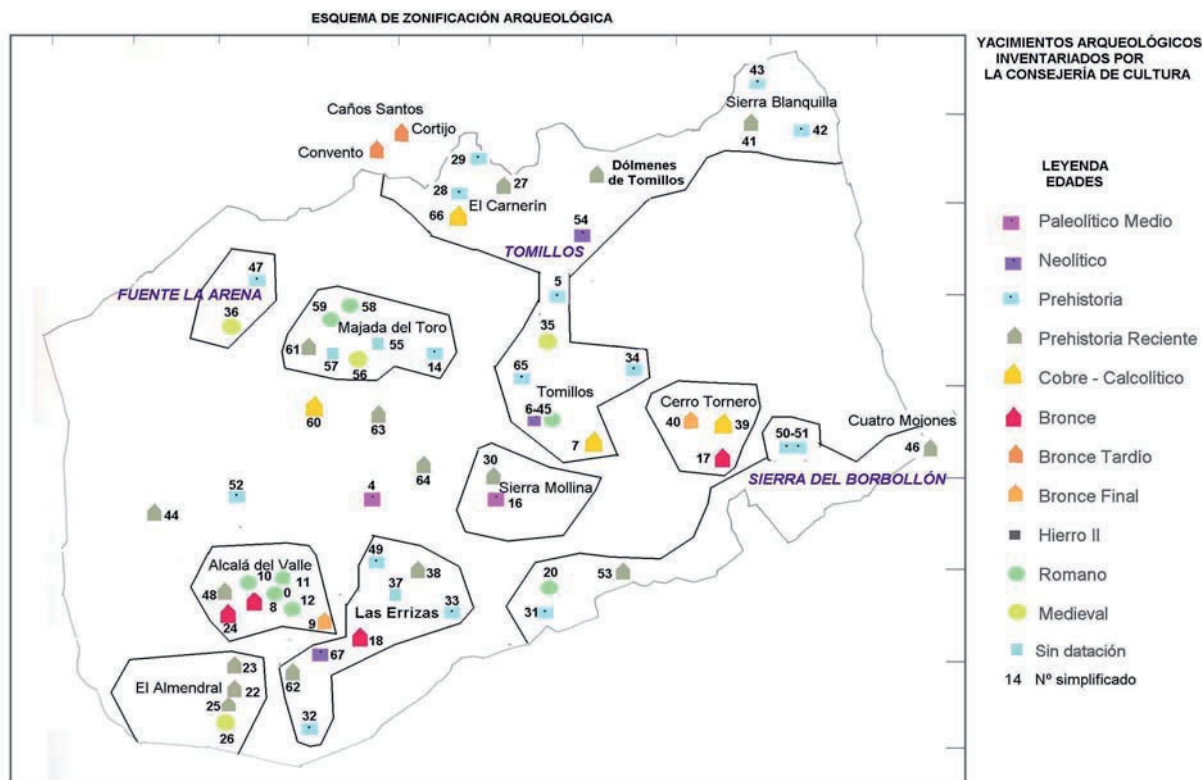 ESQUEMA DE ZONIFICACIÓN ARQUEOLÓGICA
YACIMIENTOS ARQUEOLÓGICOS
INVENTARIADOS POR
LA CONSEJERÍA DE CULTURA
43
Sierra Blanquilla
42
41
Caños Santos
Cortijo
Convento
29
27
Dólmenes
de Tomillos
28
El Carnerín
66
54
TOMILLOS
47
FUENTE LA ARENA
36
5
59
58
Majada del Toro
35
61
55
57
56
14
34
65
Tomillos
6-45
7
60
63
Cerro Tornero
40
39
17
Cuatro Mojones
50-51
46
SIERRA DEL BORBOLLÓN
64
30
Sierra Mollina
16
52
4
44
Alcalá del Valle
10
11
0
48
8
12
24
9
49
37
38
33
Las Errizas
18
20
53
31
67
62
32
23
El Almendral
22
25
26
LEYENDA
EDADES
Paleolítico Medio
Neolítico
Prehistoria
Prehistoria Reciente
Cobre - Calcolítico
Bronce
Bronce Tardío
Bronce Final
Hierro II
Romano
Medieval
Sin datación
14 Nº simplificado